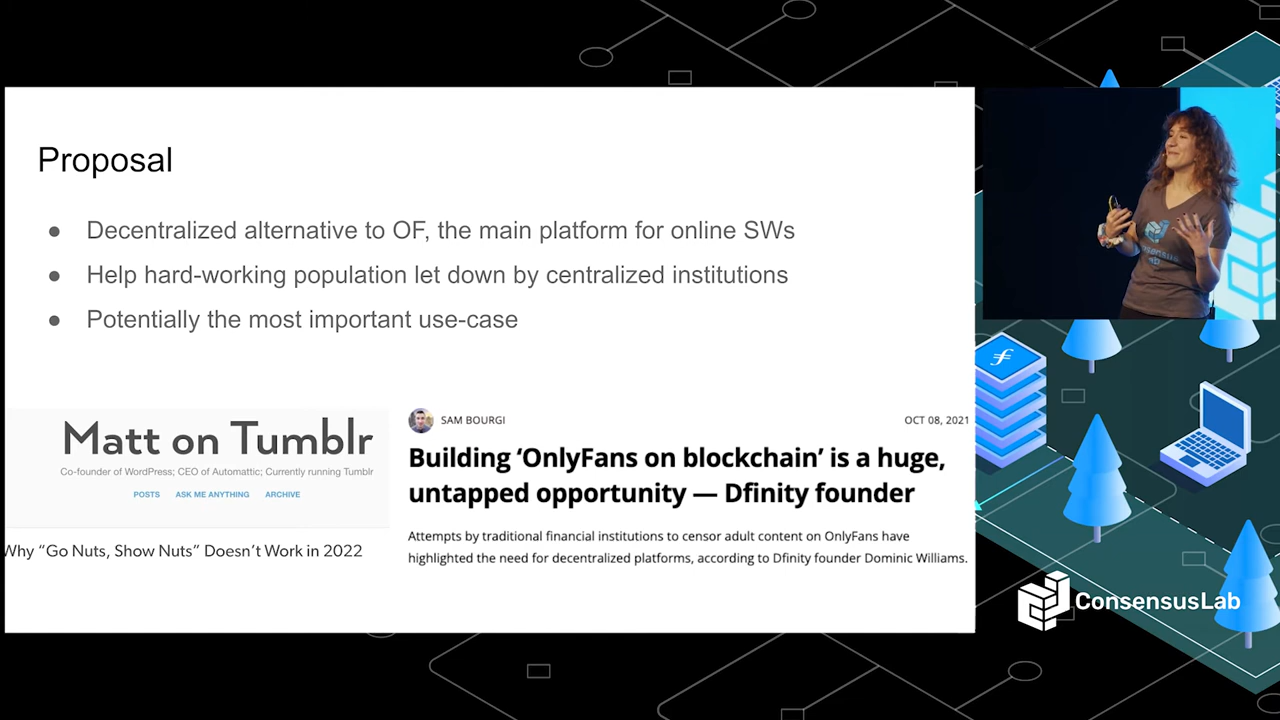 Proposal
● Decentralized alternative to OF, the main platform for online SWs
● Help hard-working population let down by centralized institutions
● Potentially the most important use-case
Matt on Tumblr
Co-founder of WordPress; CEO of Automattic; Currently running Tumblr
POSTS ASK ME ANYTHING ARCHIVE
Why “Go Nuts, Show Nuts” Doesn’t Work in 2022
SAM BOURGI OCT 08, 2021
Building ‘OnlyFans on blockchain’ is a huge,
untapped opportunity — Dfinity founder
Attempts by traditional financial institutions to censor adult content on OnlyFans have
highlighted the need for decentralized platforms, according to Dfinity founder Dominic Williams.
ConsensusLab